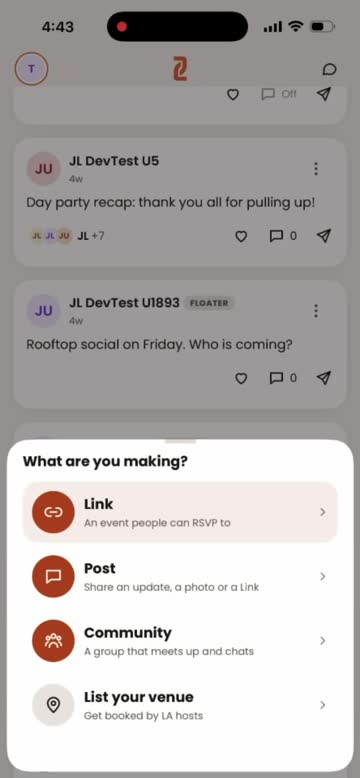 4:43
T
Off
JU
JL DevTest U5
4w
Day party recap: thank you all for pulling up!
JL JL JU JL +7
0
JU
JL DevTest U1893 FLOATER
4w
Rooftop social on Friday. Who is coming?
0
What are you making?
Link
An event people can RSVP to
Post
Share an update, a photo or a Link
Community
A group that meets up and chats
List your venue
Get booked by LA hosts